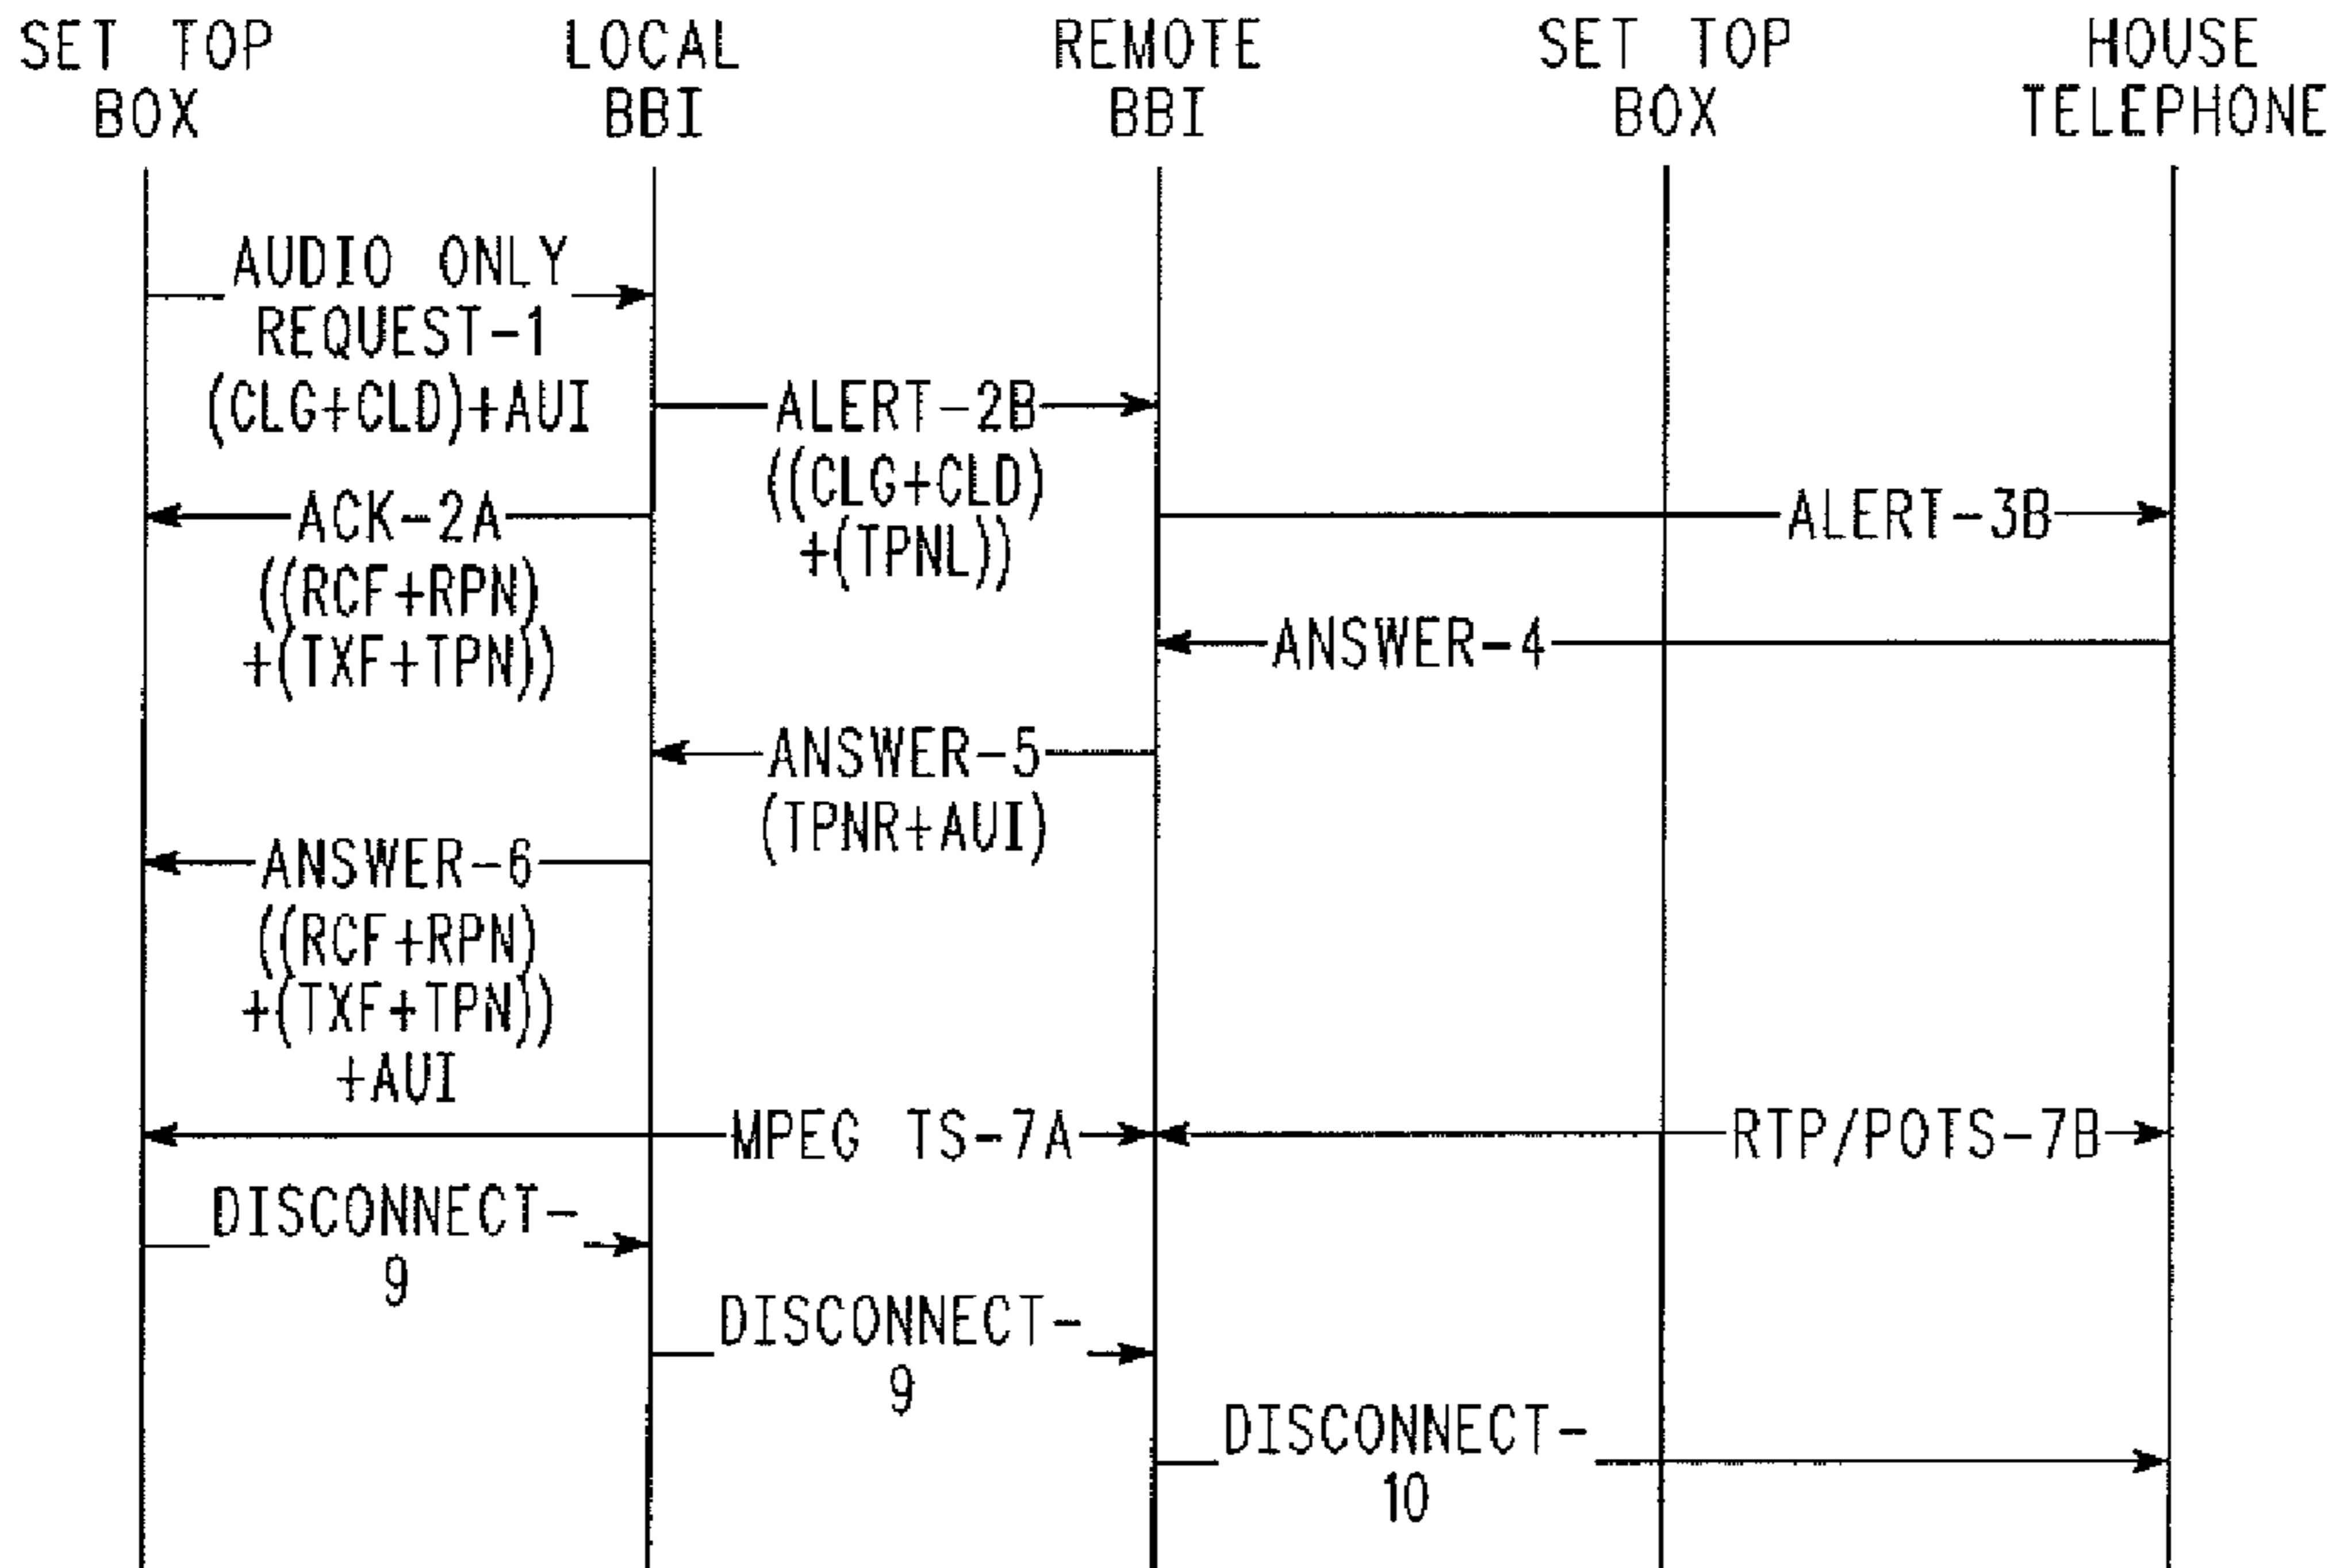 SET TOP
BOX
LOCAL
BBI
REMOTE
BBI
SET TOP
BOX
HOUSE
TELEPHONE
AUDIO ONLY
REQUEST-1
(CLG+CLD)+AUI
ALERT-2B
((CLG+CLD)
+(TPNL))
ACK-2A
((RCF+RPN)
+(TXF+TPN))
ALERT-3B
ANSWER-4
ANSWER-5
(TPNR+AUI)
ANSWER-6
((RCF+RPN)
+(TXF+TPN))
+AUI
MPEG TS-7A
RTP/POTS-7B
DISCONNECT-
9
DISCONNECT-
9
DISCONNECT-
10